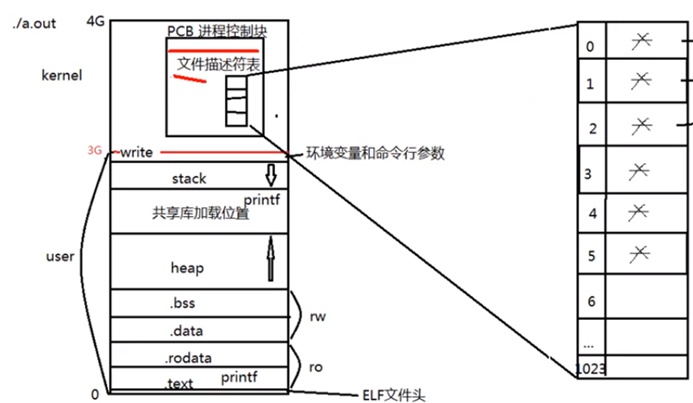 ./a.out
4G
PCB 进程控制块
文件描述符表
kernel
3G
write
环境变量和命令行参数
stack
printf
共享库加载位置
user
heap
.bss
rw
.data
.rodata
ro
.text
printf
0
ELF文件头
0
1
2
3
4
5
6
...
1023